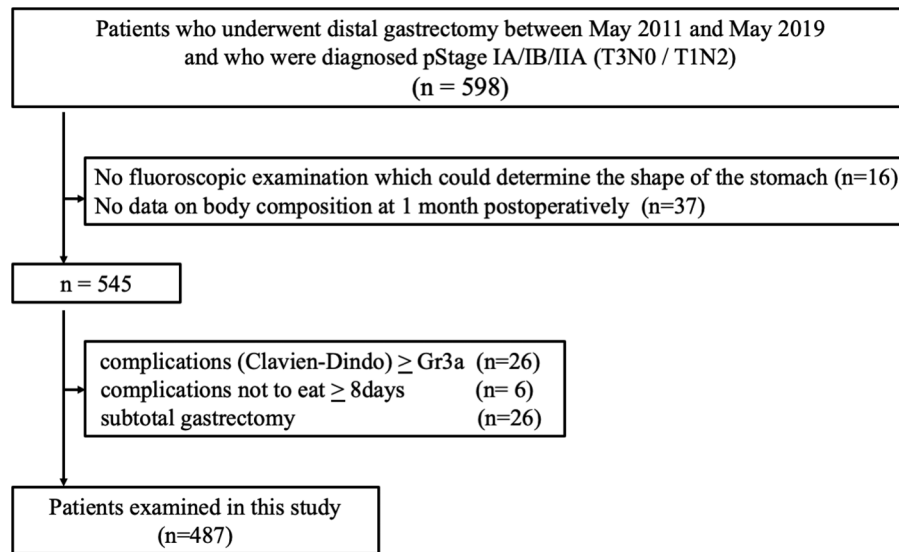 Patients who underwent distal gastrectomy between May 2011 and May 2019
and who were diagnosed pStage IA/IB/IIA (T3N0 / T1N2)
(n = 598)
No fluoroscopic examination which could determine the shape of the stomach (n=16)
No data on body composition at 1 month postoperatively (n=37)
n = 545
complications (Clavien-Dindo) ≥ Gr3a (n=26)
complications not to eat ≥ 8days (n= 6)
subtotal gastrectomy (n=26)
Patients examined in this study
(n=487)